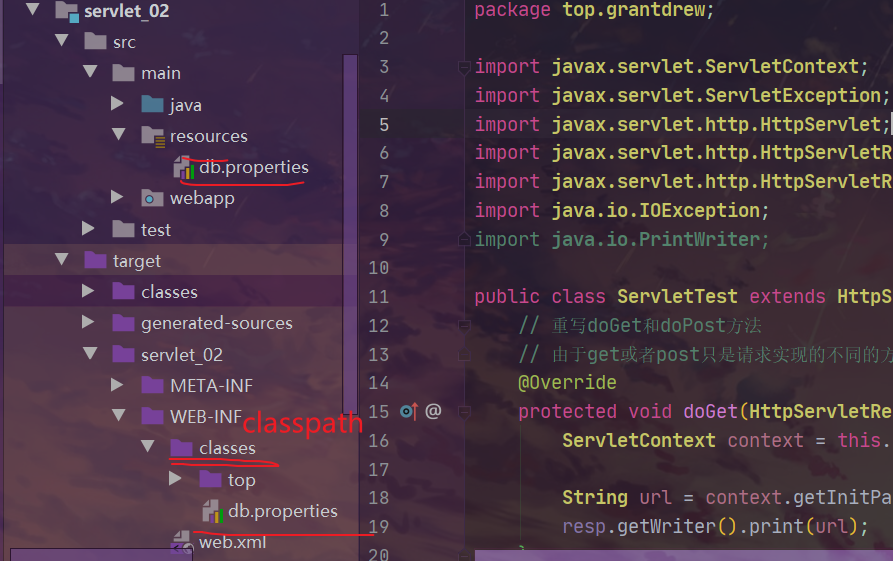 servlet_02
src
main
java
resources
db.properties
webapp
test
target
classes
generated-sources
servlet_02
META-INF
WEB-INF
classpath
classes
top
db.properties
web.xml
1 package top.grantdrew;
2
3 import javax.servlet.ServletContext;
4 import javax.servlet.ServletException;
5 import javax.servlet.http.HttpServlet;
6 import javax.servlet.http.HttpServletR
7 import javax.servlet.http.HttpServletR
8 import java.io.IOException;
9 import java.io.PrintWriter;
10
11 public class ServletTest extends HttpS
12 // 重写doGet和doPost方法
13 // 由于get或者post只是请求实现的不同的方
14 @Override
15 @ protected void doGet(HttpServletRe
16 ServletContext context = this.
17
18 String url = context.getInitPa
19 resp.getWriter().print(url);
20